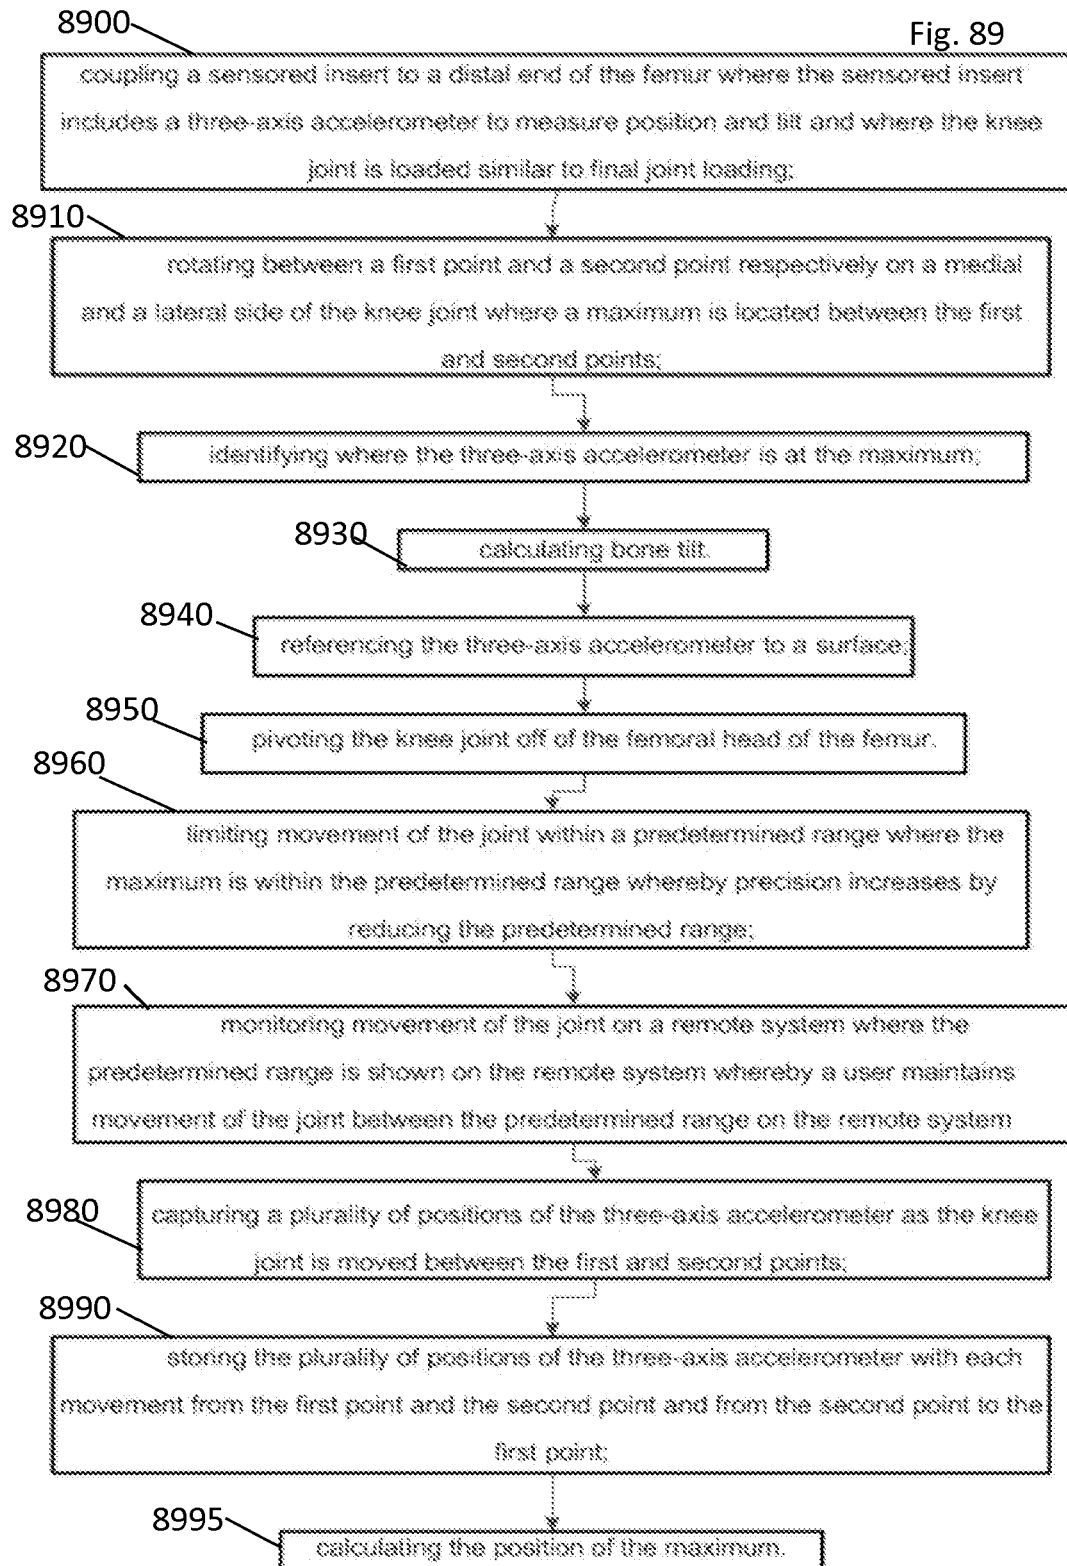 8900
Fig. 89
coupling a sensored insert to a distal end of the femur where the sensored insert
includes a three-axis accelerometer to measure position and tilt and where the knee
joint is loaded similar to final joint loading;
8910
rotating between a first point and a second point respectively on a medial
and a lateral side of the knee joint where a maximum is located between the first
and second points;
8920
identifying where the three-axis accelerometer is at the maximum;
8930
calculating bone tilt.
8940
referencing the three-axis accelerometer to a surface;
8950
pivoting the knee joint off of the femoral head of the femur.
8960
limiting movement of the joint within a predetermined range where the
maximum is within the predetermined range whereby precision increases by
reducing the predetermined range;
8970
monitoring movement of the joint on a remote system where the
predetermined range is shown on the remote system whereby a user maintains
movement of the joint between the predetermined range on the remote system
8980
capturing a plurality of positions of the three-axis accelerometer as the knee
joint is moved between the first and second points;
8990
storing the plurality of positions of the three-axis accelerometer with each
movement from the first point and the second point and from the second point to the
first point;
8995
calculating the position of the maximum.